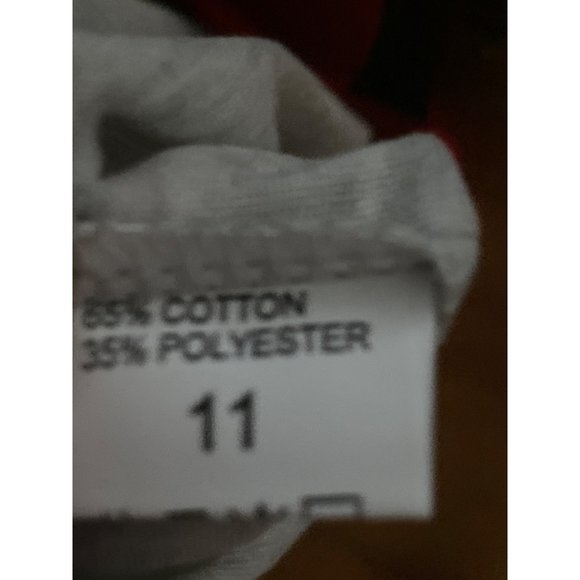 65% COTTON
35% POLYESTER
11